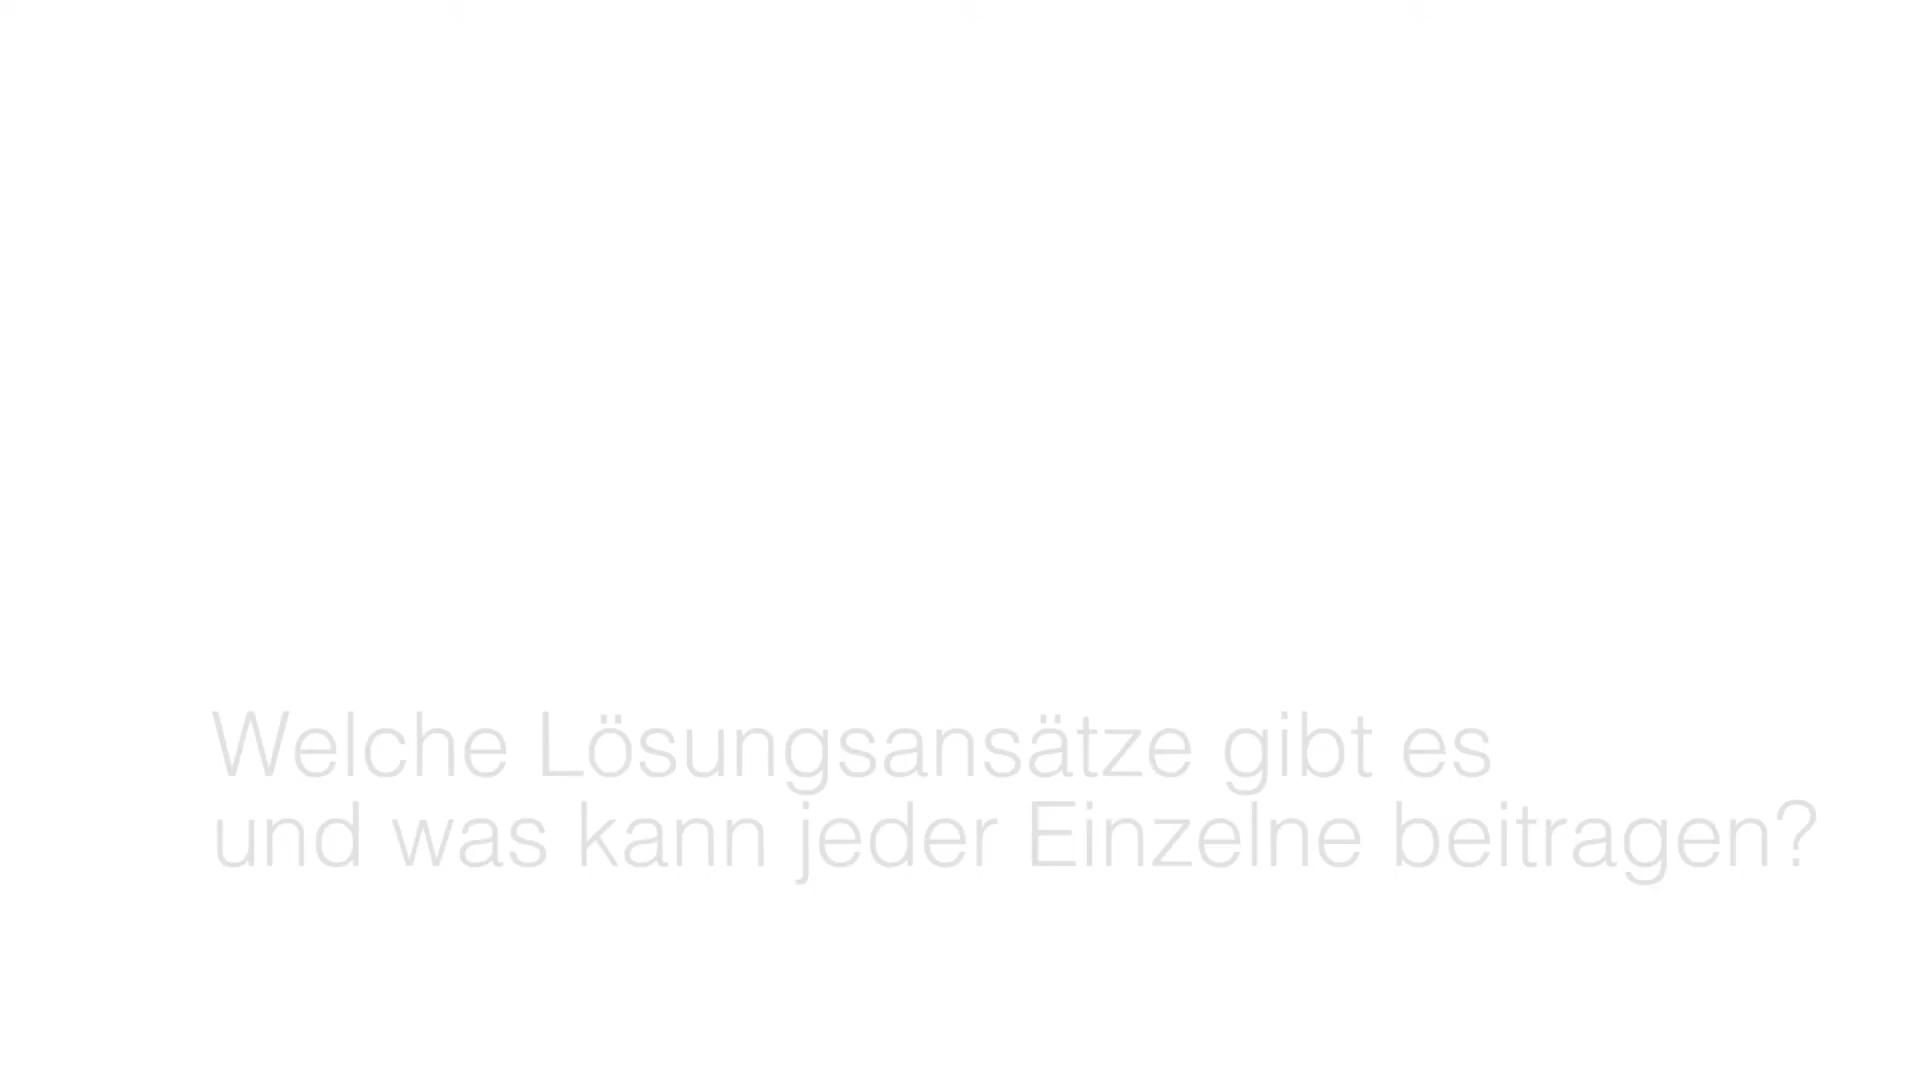 Welche Lösungsansätze gibt es
und was kann jeder Einzelne beitragen?